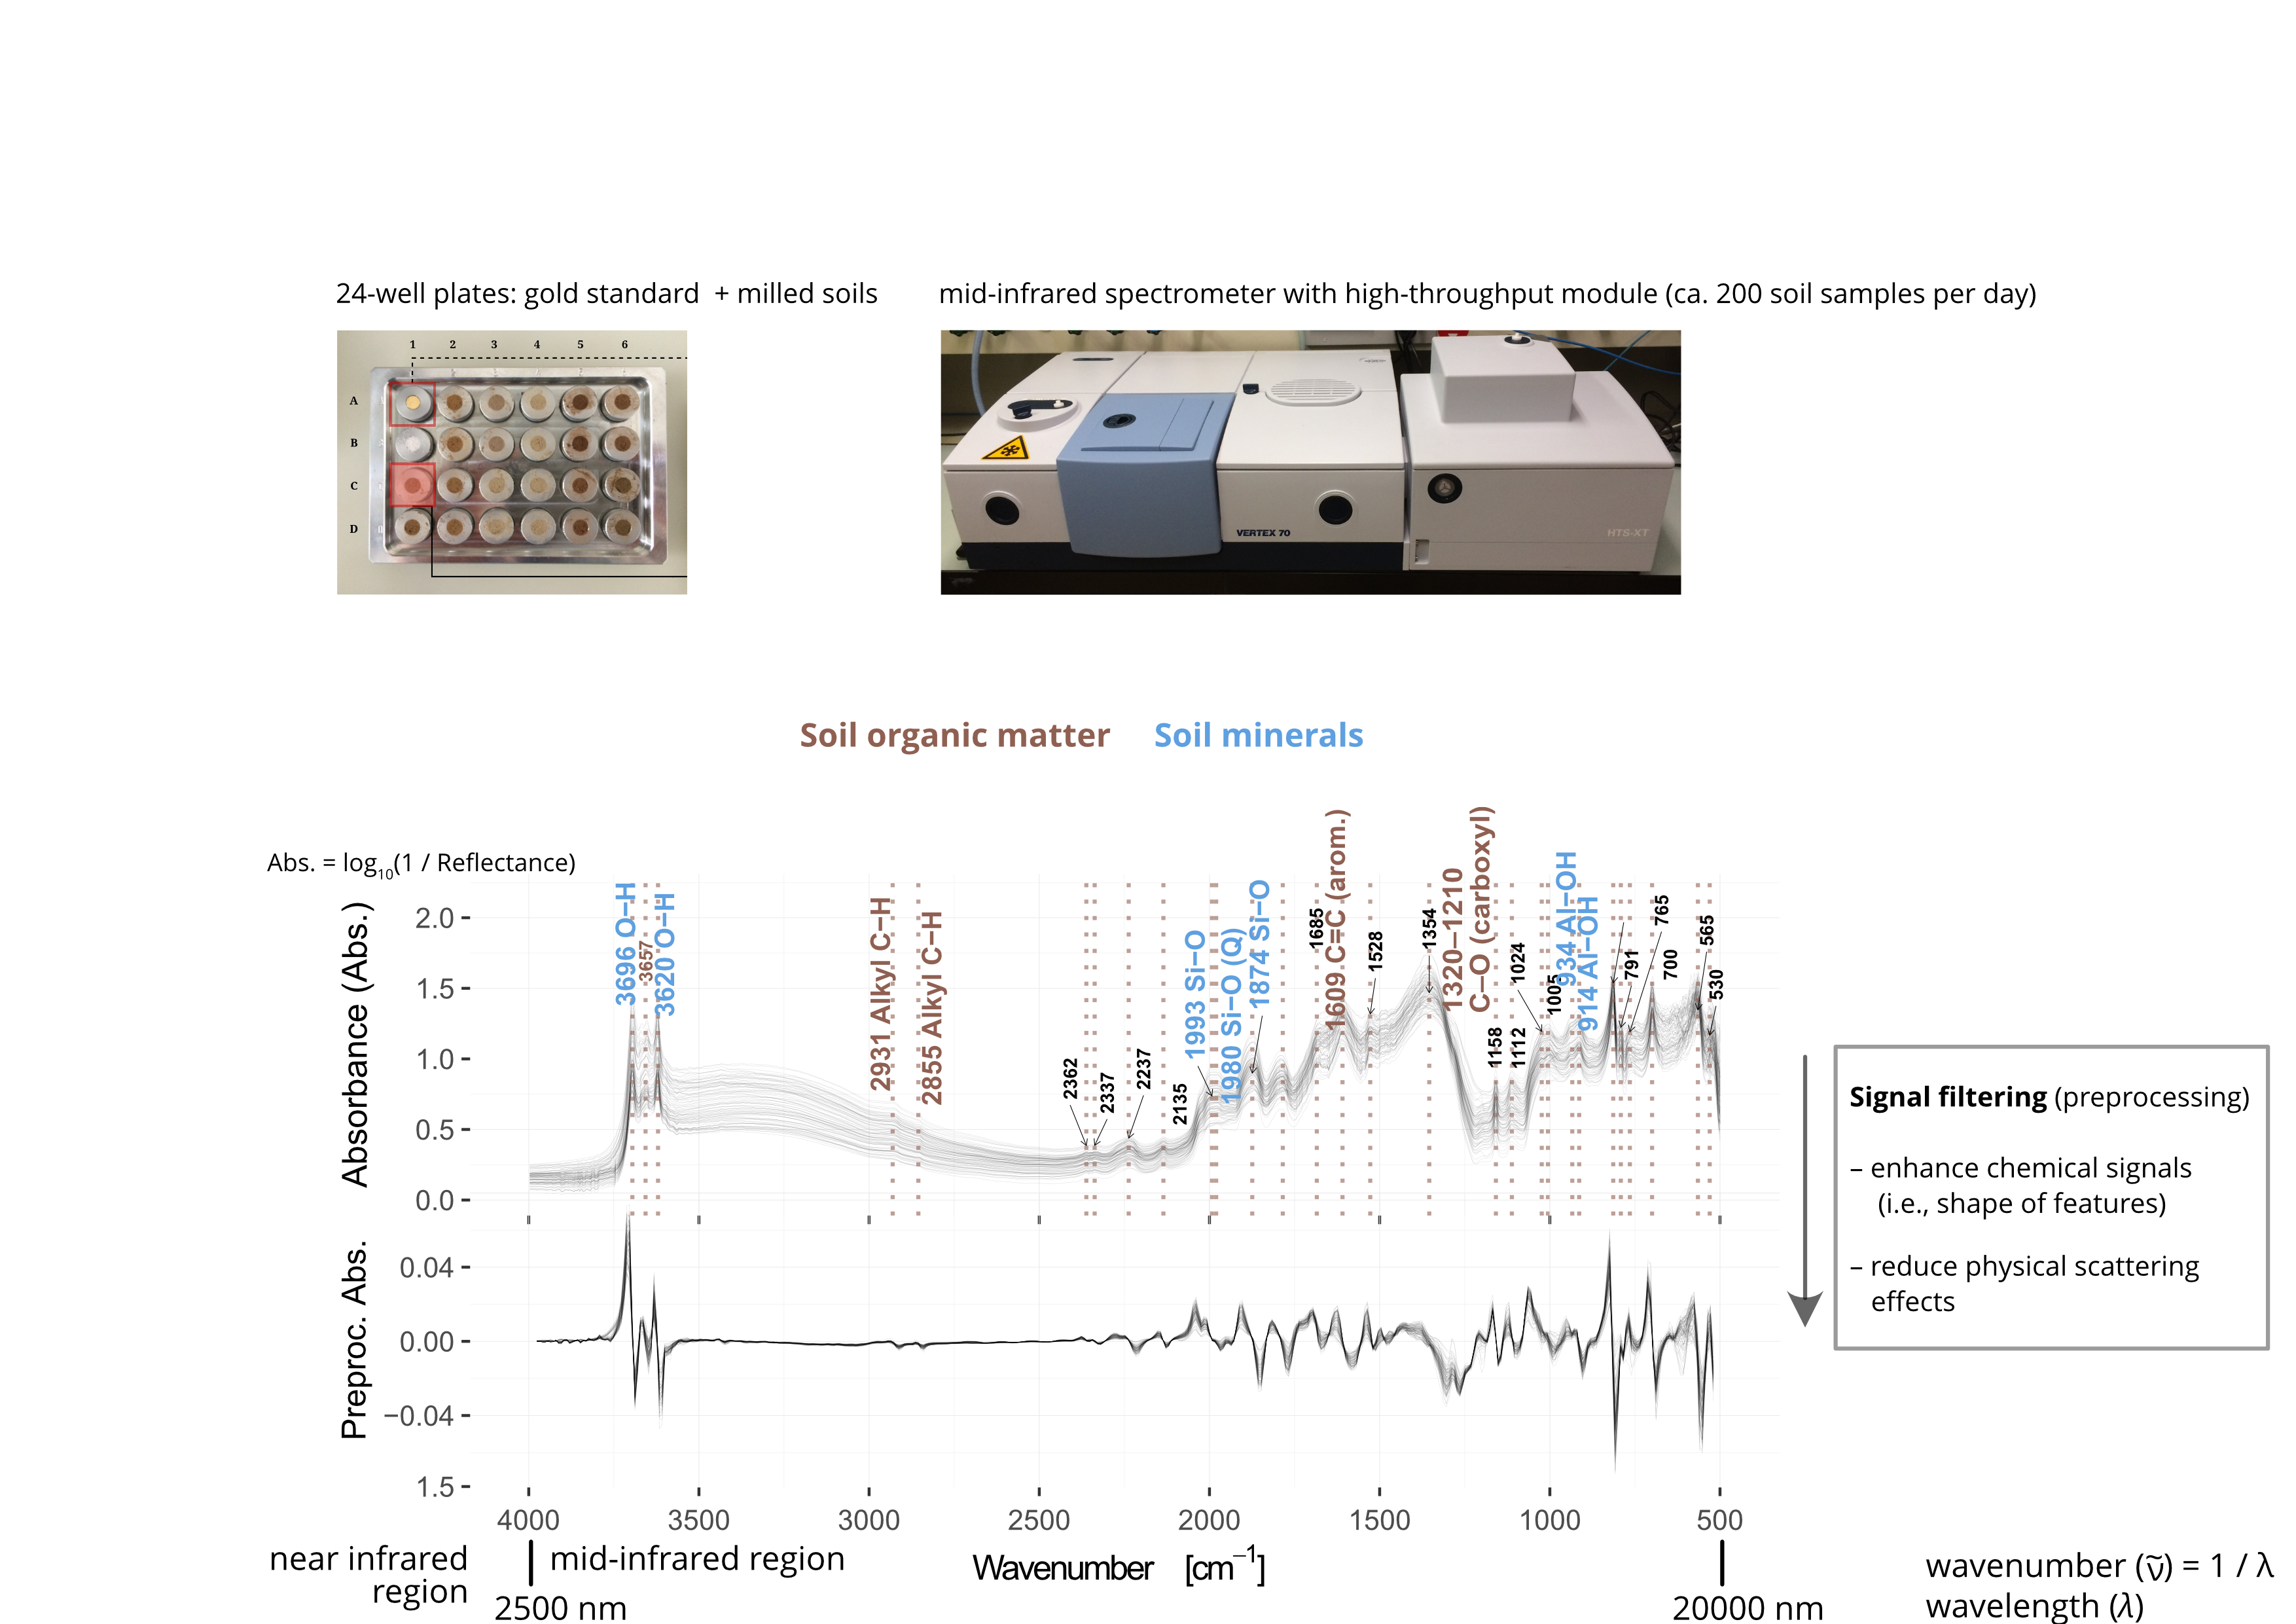 24-well plates: gold standard + milled soils
mid-infrared spectrometer with high-throughput module (ca. 200 soil samples per day)
1 2 3 4 5 6
A
B
C
D
VERTEX 70
HTS-XT
Soil organic matter
Soil minerals
Abs. = log10(1 / Reflectance)
Absorbance (Abs.)
2.0
1.5
1.0
0.5
0.0
3696 O−H
3657
3620 O−H
2931 Alkyl C−H
2855 Alkyl C−H
2362
2337
2237
2135
1993 Si−O
1980 Si−O (Q)
1874 Si−O
1685
1609 C=C (arom.)
1528
1354
1320−1210
C−O (carboxyl)
1158
1112
1024
1005
934 Al−OH
914 Al−OH
791
765
700
565
530
Preproc. Abs.
0.04
0.00
−0.04
1.5
4000 3500 3000 2500 2000 1500 1000 500
Signal filtering (preprocessing)
– enhance chemical signals
(i.e., shape of features)
– reduce physical scattering
effects
near infrared
region
mid-infrared region
Wavenumber [cm−1]
2500 nm
20000 nm
wavenumber (ṽ) = 1 / λ
wavelength (λ)